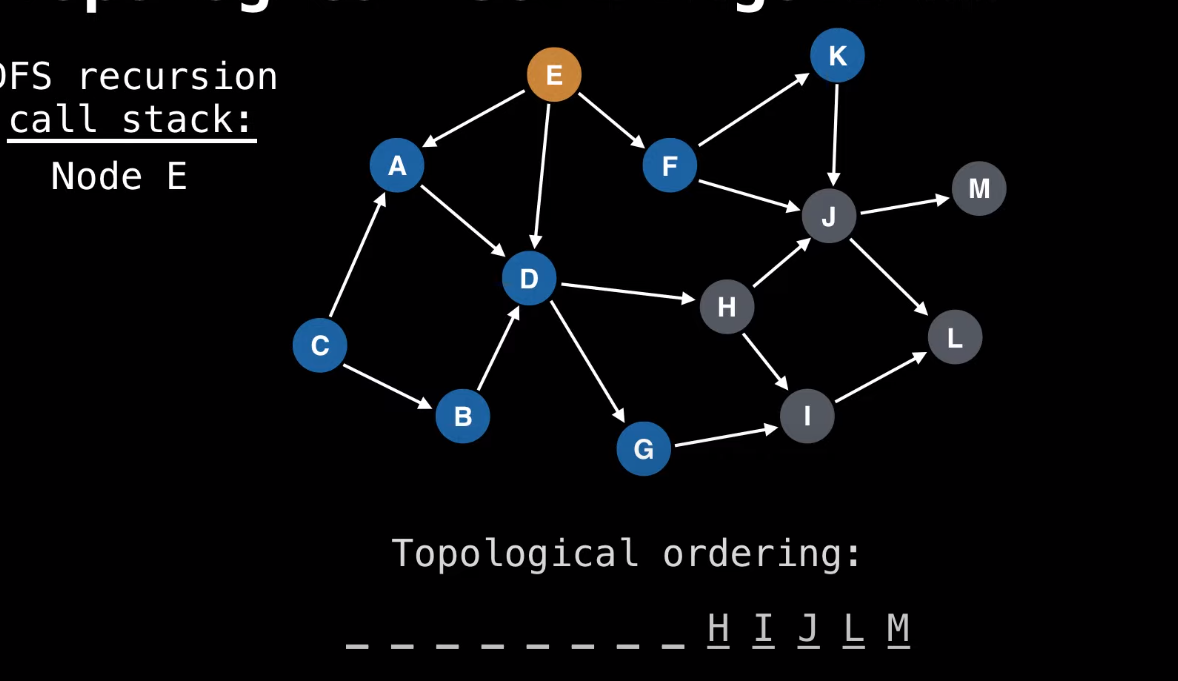 DFS recursion
call stack:
Node E
E
K
A
F
M
J
D
H
C
L
B
I
G
Topological ordering:
_ _ _ _ _ _ _ _ H I J L M